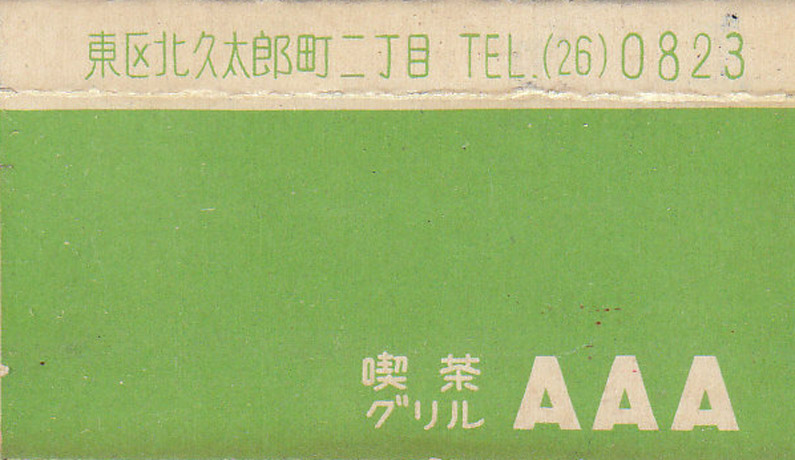 東区北久太郎町二丁目 TEL.(26)0823
喫茶
グリル AAA